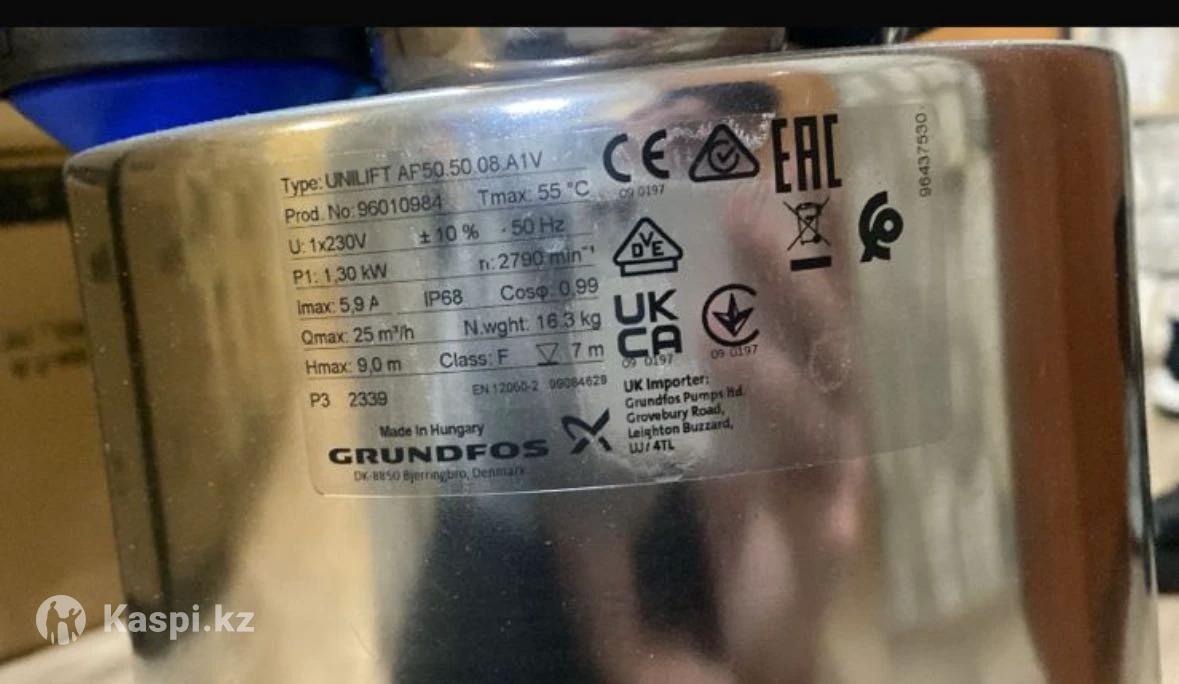 Type: UNILIFT AF50.50.08.A1V
Prod. No: 96010984 Tmax: 55 °C
U: 1x230V ± 10 % - 50 Hz
P1: 1,30 kW n: 2790 min⁻¹
Imax: 5,9 A IP68 Cosφ: 0,99
Qmax: 25 m³/h N.wght: 16.3 kg
Hmax: 9,0 m Class: F 7 m
P3 2339 EN 12050-2 99084629
Made in Hungary
GRUNDFOS
DK-8850 Bjerringbro, Denmark
CE
09 0197
EAC
VDE
UK
CA
09 0197
09 0197
UK Importer:
Grundfos Pumps ltd.
Grovebury Road,
Leighton Buzzard,
LU7 4TL
96437530
Kaspi.kz